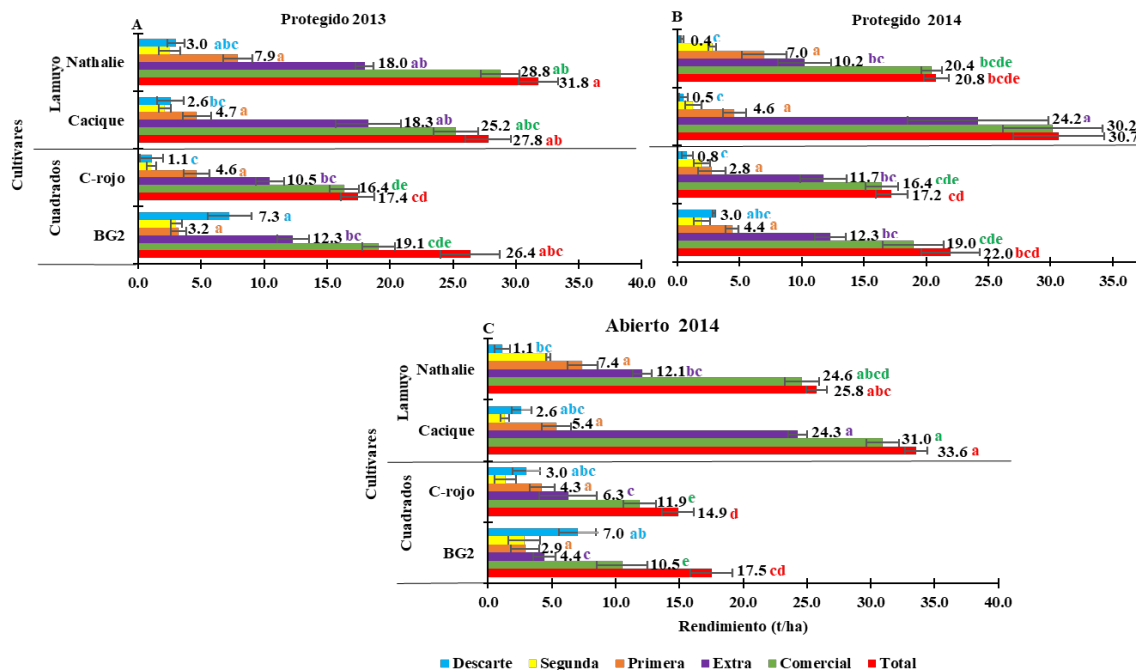 A
Protegido 2013
Cultivares
Lamuyo
Cuadrados
Nathalie
3.0 abc
7.9 a
18.0 ab
28.8 ab
31.8 a
Cacique
2.6 bc
4.7 a
18.3 ab
25.2 abc
27.8 ab
C-rojo
1.1 c
4.6 a
10.5 bc
16.4 de
17.4 cd
BG2
7.3 a
3.2 a
12.3 bc
19.1 cde
26.4 abc
0.0 5.0 10.0 15.0 20.0 25.0 30.0 35.0 40.0
B
Protegido 2014
0.4 c
7.0 a
10.2 bc
20.4 bcde
20.8 bcde
0.5 c
4.6 a
24.2 a
30.2
30.7
0.8 c
2.8 a
11.7 bc
16.4 cde
17.2 cd
3.0 abc
4.4 a
12.3 bc
19.0 cde
22.0 bcd
0.0 5.0 10.0 15.0 20.0 25.0 30.0 35.0
C
Abierto 2014
Cultivares
Lamuyo
Cuadrados
Nathalie
1.1 bc
7.4 a
12.1 bc
24.6 abcd
25.8 abc
Cacique
2.6 abc
5.4 a
24.3 a
31.0 a
33.6 a
C-rojo
3.0 abc
4.3 a
6.3 c
11.9 e
14.9 d
BG2
7.0 ab
2.9 a
4.4 c
10.5 e
17.5 cd
0.0 5.0 10.0 15.0 20.0 25.0 30.0 35.0 40.0
Rendimiento (t/ha)
Descarte Segunda Primera Extra Comercial Total